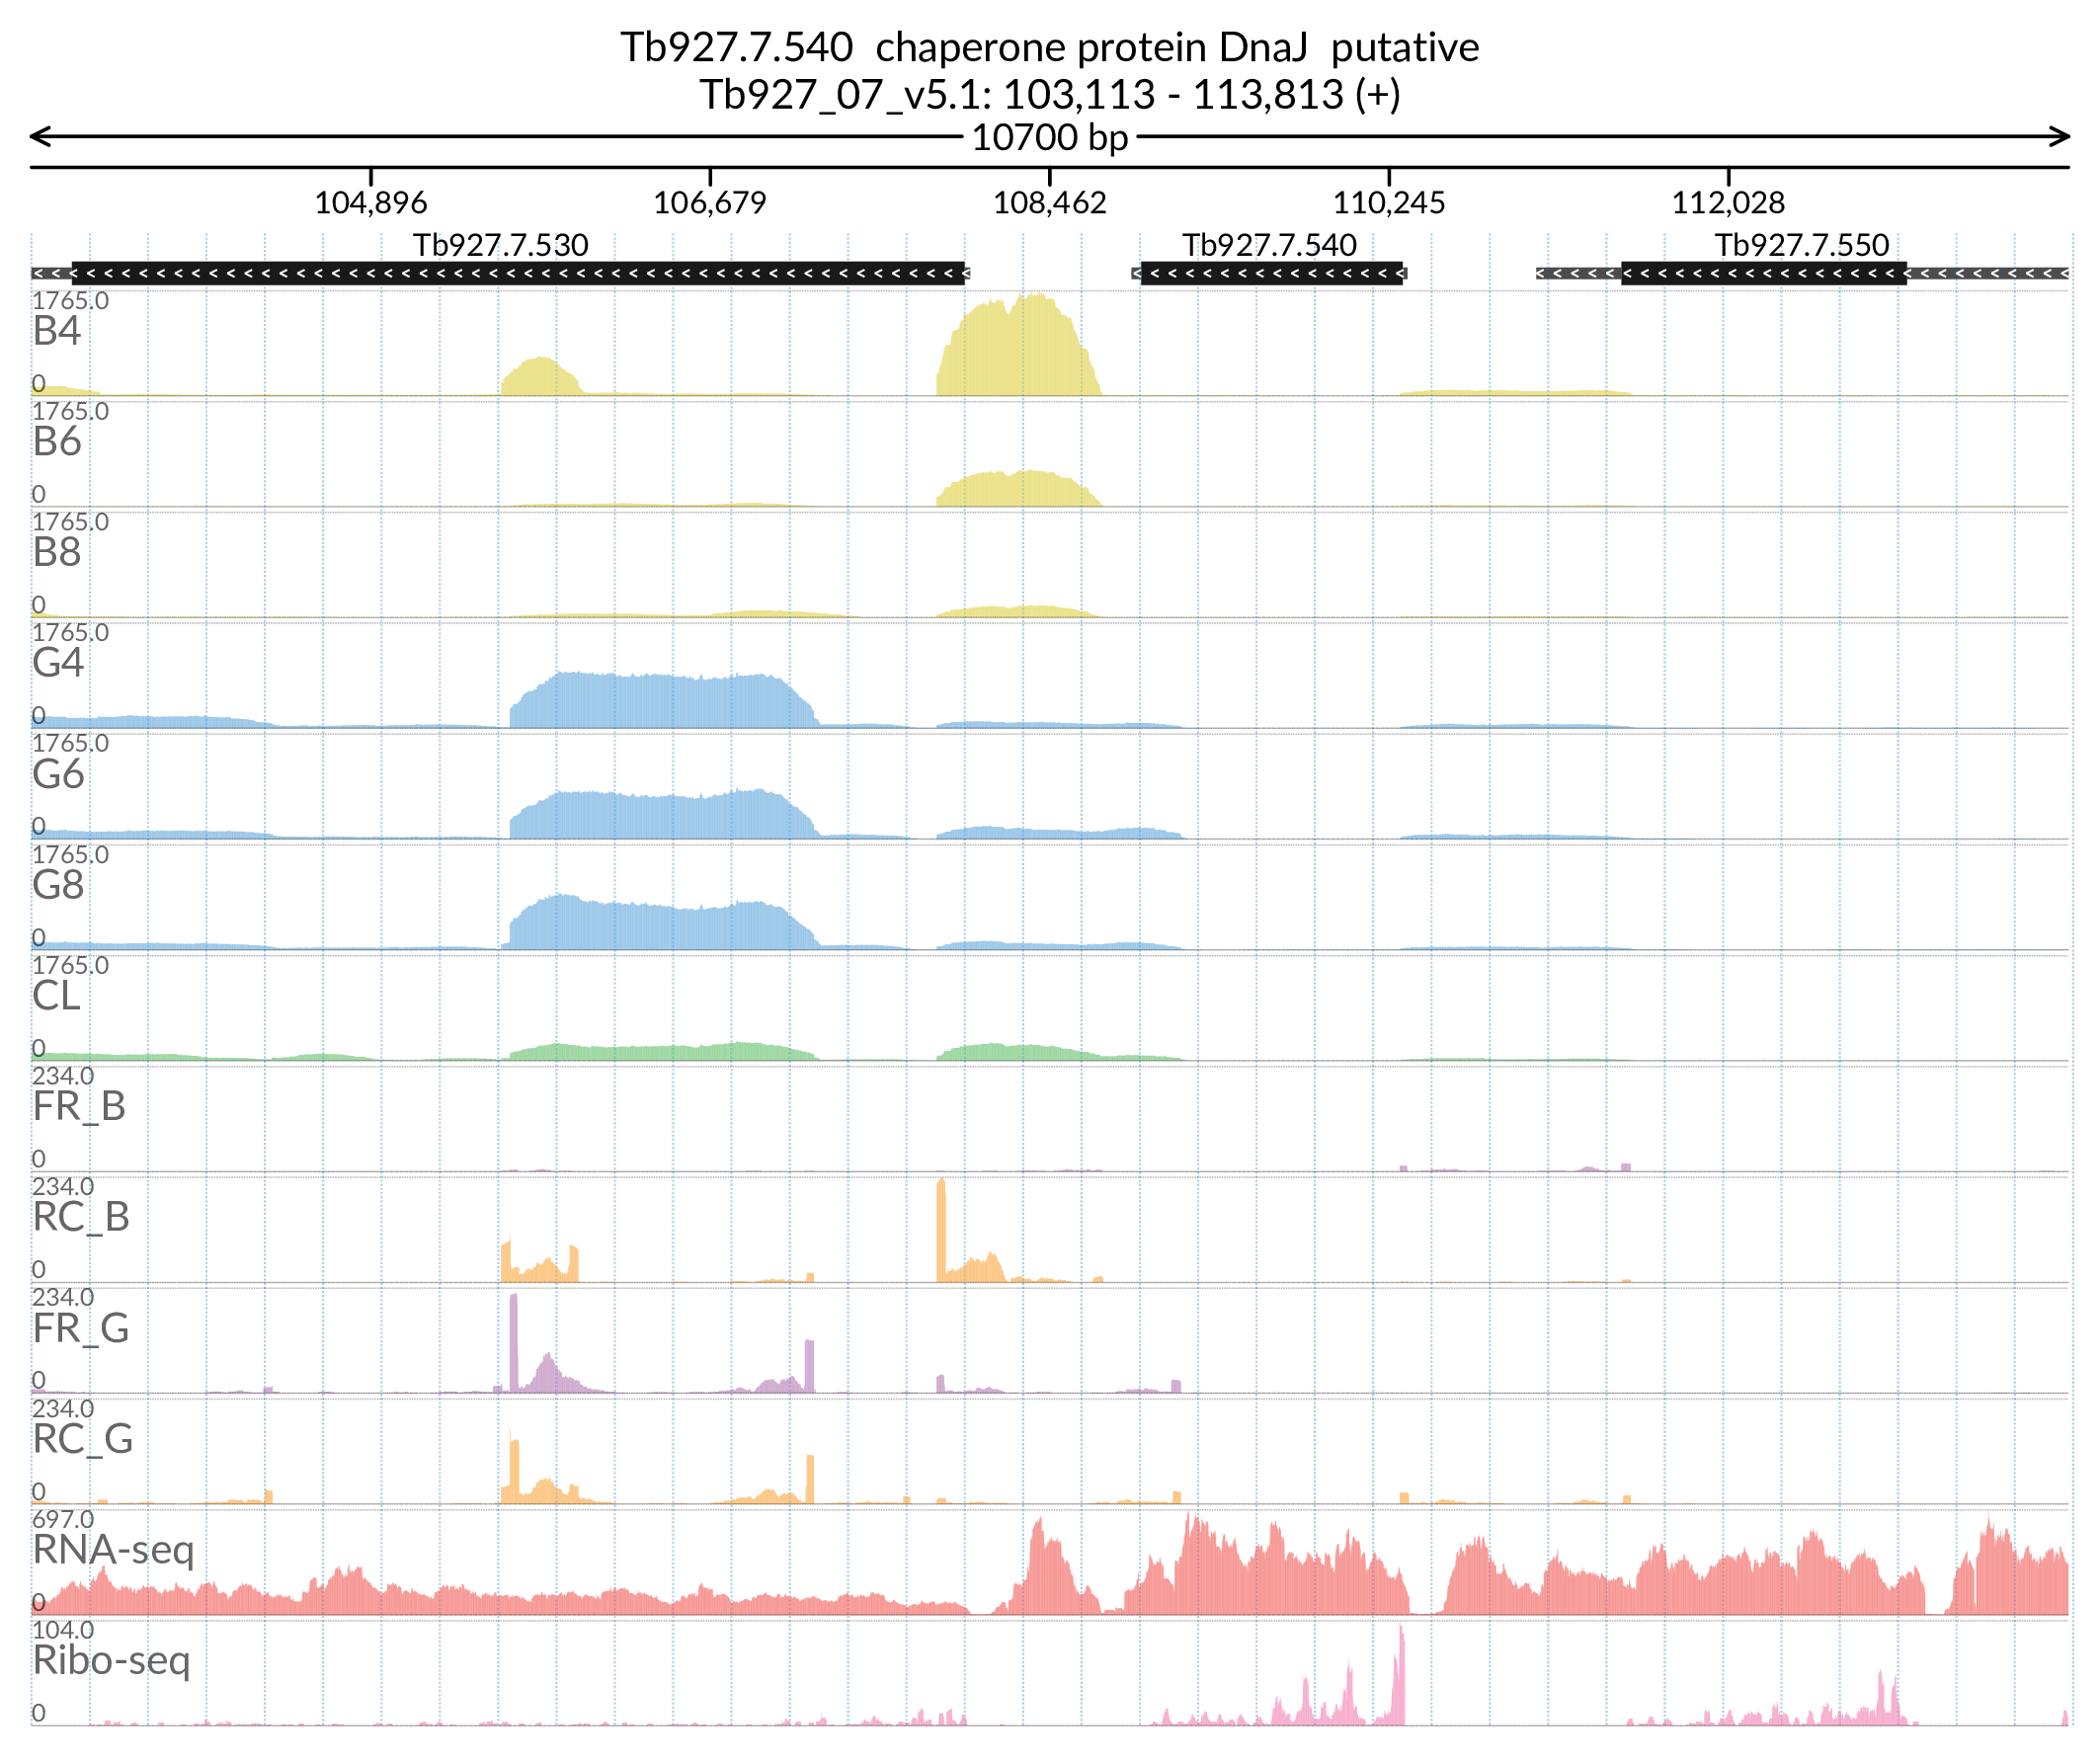 Tb927.7.540 chaperone protein DnaJ putative
Tb927_07_v5.1: 103,113 - 113,813 (+)
10700 bp
104,896 106,679 108,462 110,245 112,028
Tb927.7.530 Tb927.7.540 Tb927.7.550
1765.0
B4
0
1765.0
B6
0
1765.0
B8
0
1765.0
G4
0
1765.0
G6
0
1765.0
G8
0
1765.0
CL
0
234.0
FR_B
0
234.0
RC_B
0
234.0
FR_G
0
234.0
RC_G
0
697.0
RNA-seq
0
104.0
Ribo-seq
0